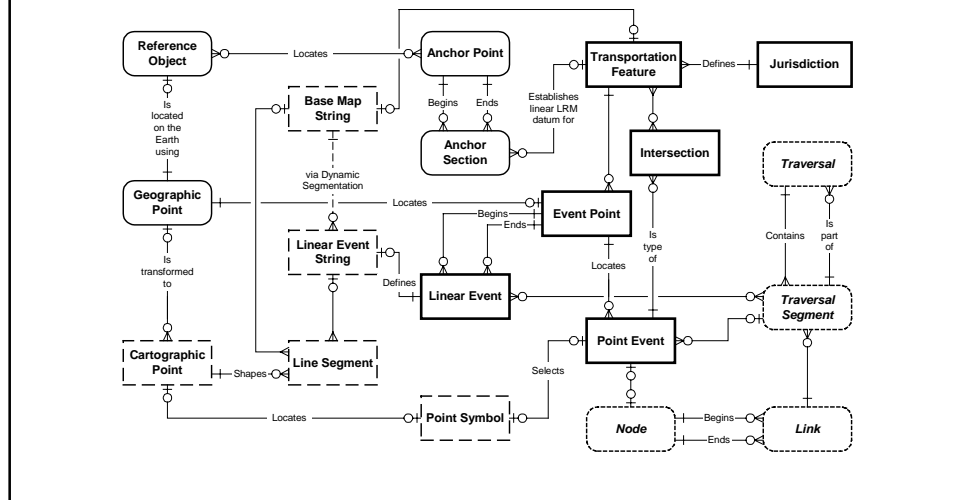 Reference
Object
Locates
Anchor Point
Transportation
Feature
Defines
Jurisdiction
Is
located
on the
Earth
using
Base Map
String
Begins
Ends
Establishes
linear LRM
datum for
Anchor
Section
Intersection
Traversal
via Dynamic
Segmentation
Geographic
Point
Locates
Event Point
Begins
Ends
Is
type
of
Contains
Is
part
of
Is
transformed
to
Linear Event
String
Defines
Linear Event
Locates
Traversal
Segment
Cartographic
Point
Shapes
Line Segment
Selects
Point Event
Locates
Point Symbol
Node
Begins
Ends
Link